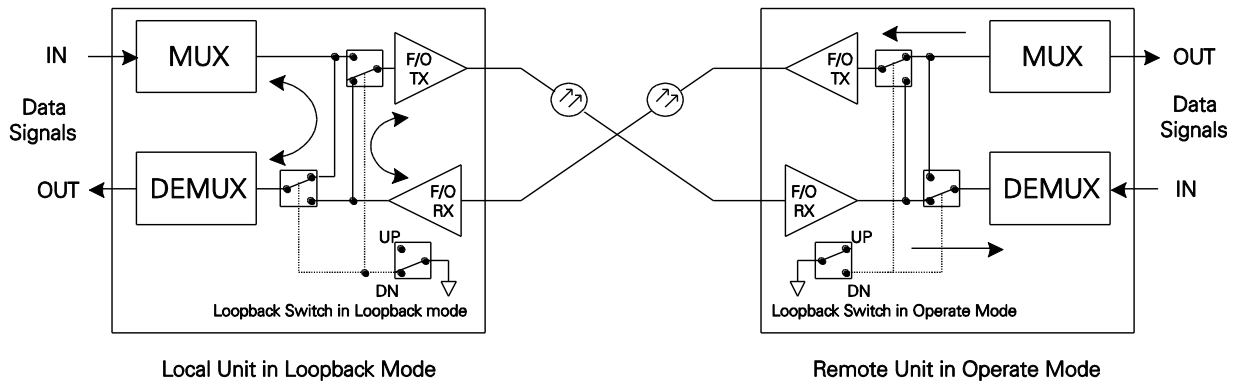 IN
MUX
F/O
TX
Data
Signals
OUT
DEMUX
F/O
RX
UP
DN
Loopback Switch in Loopback mode
Local Unit in Loopback Mode
F/O
TX
MUX
OUT
Data
Signals
F/O
RX
DEMUX
IN
UP
DN
Loopback Switch in Operate Mode
Remote Unit in Operate Mode